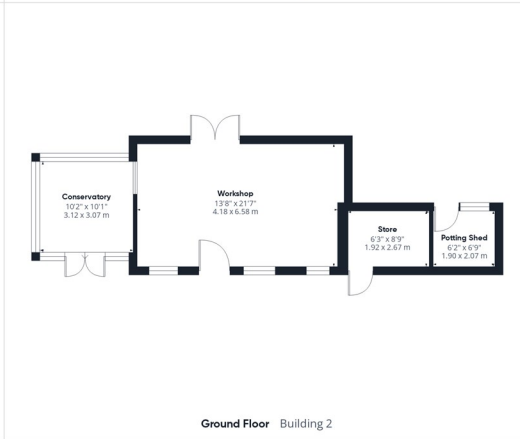 Conservatory
10'2" x 10'1"
3.12 x 3.07 m
Workshop
13'8" x 21'7"
4.18 x 6.58 m
Store
6'3" x 8'9"
1.92 x 2.67 m
Potting Shed
6'2" x 6'9"
1.90 x 2.07 m
Ground Floor Building 2